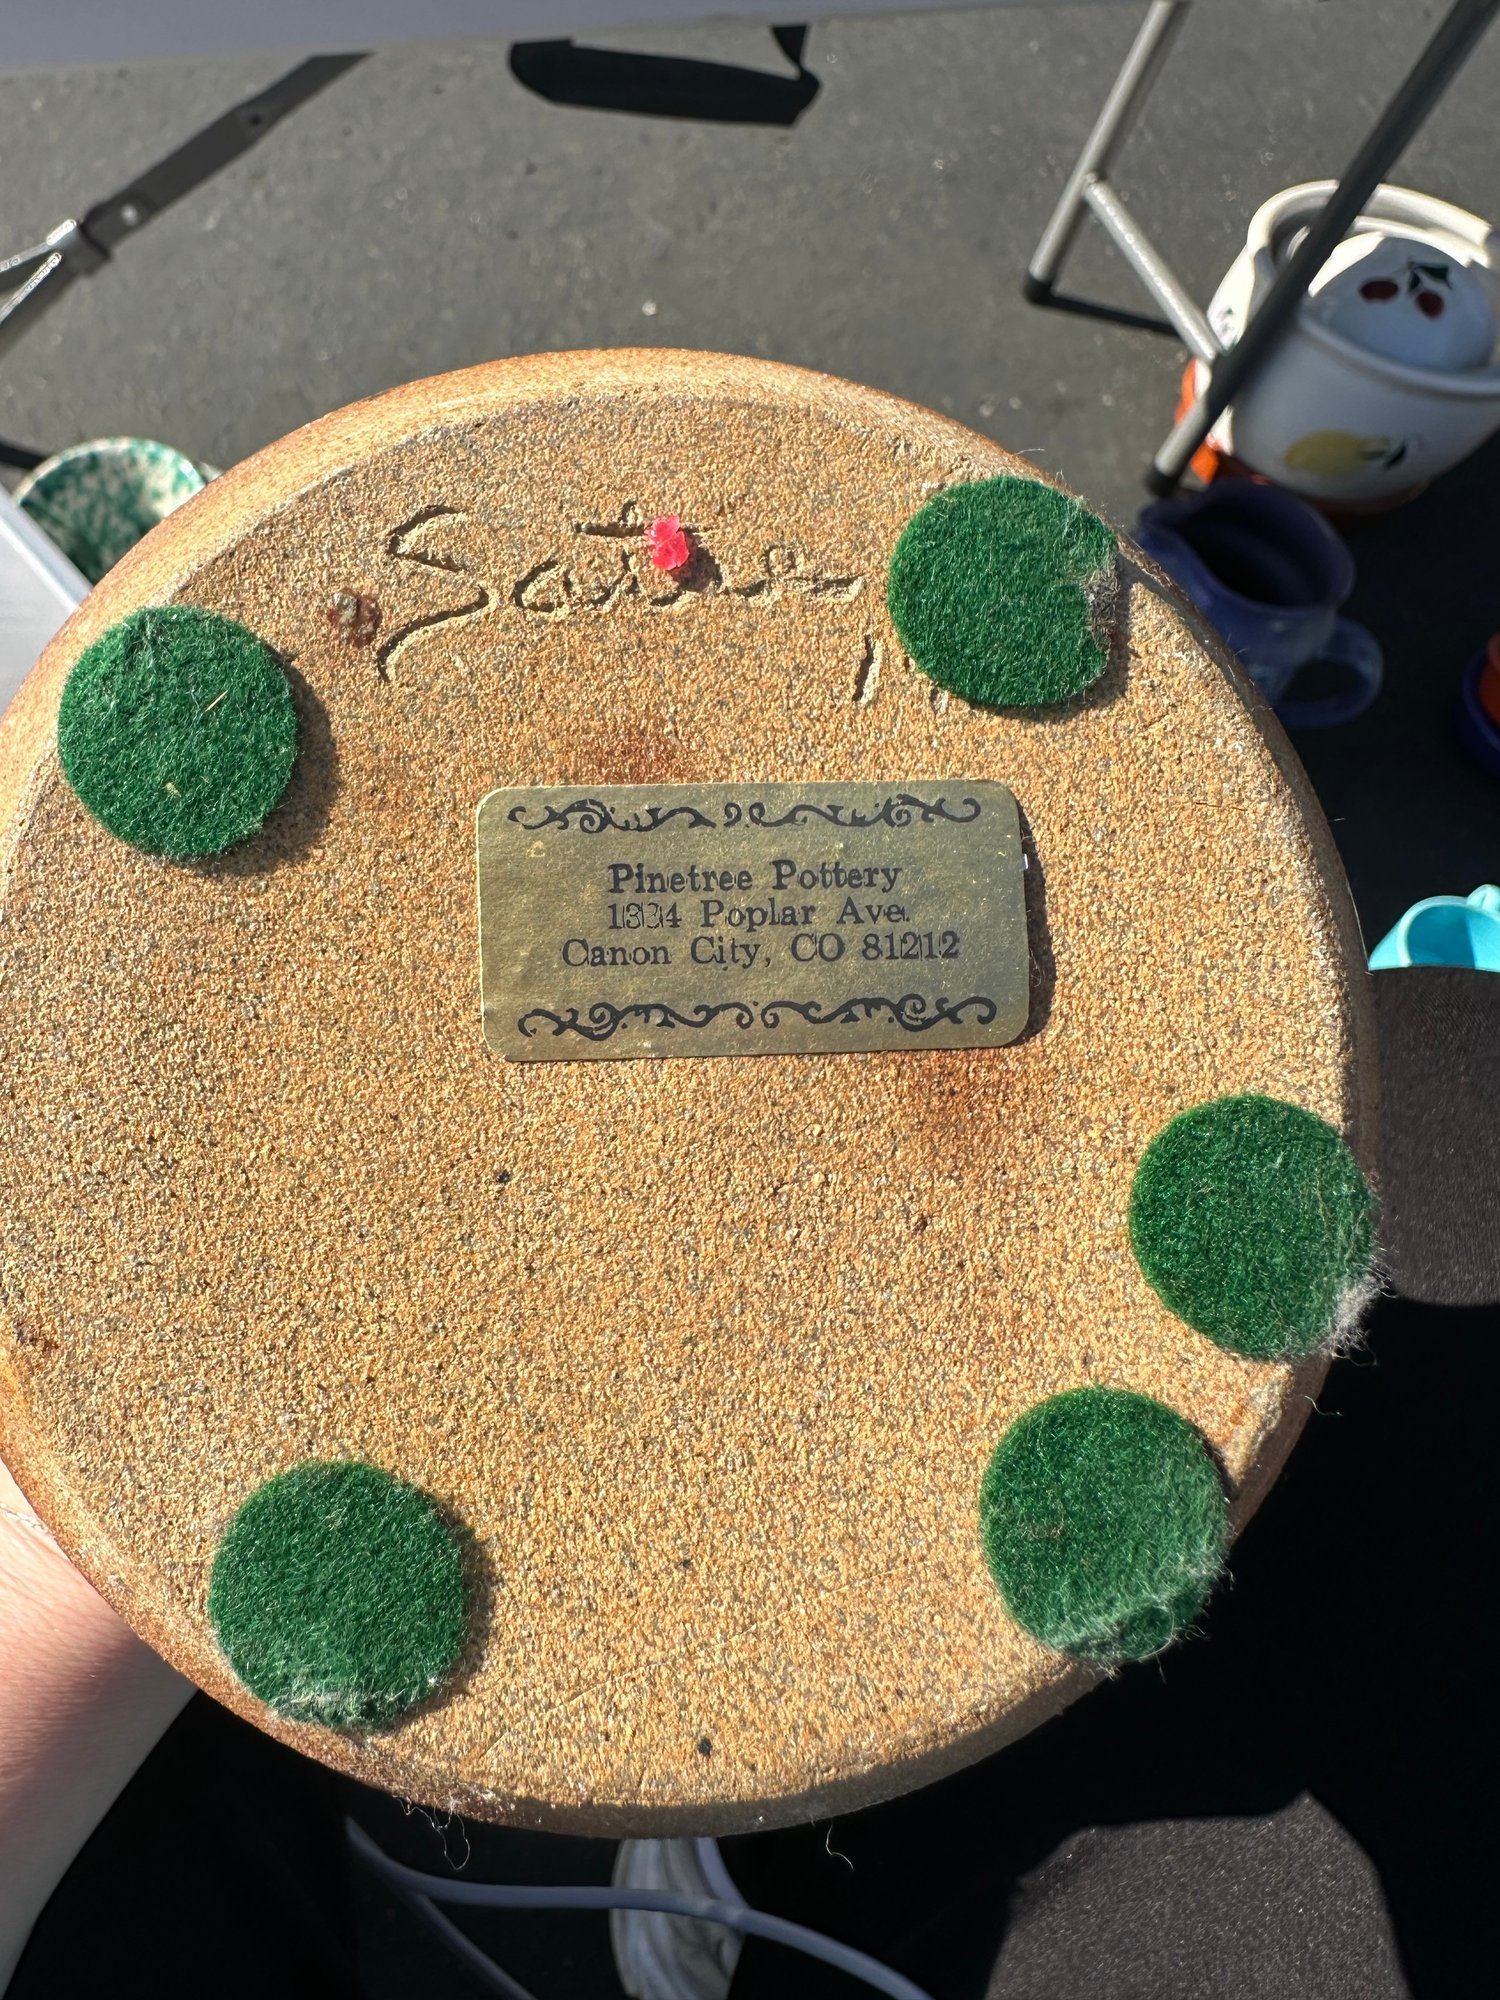 Pinetree Pottery
1334 Poplar Ave.
Canon City, CO 81212